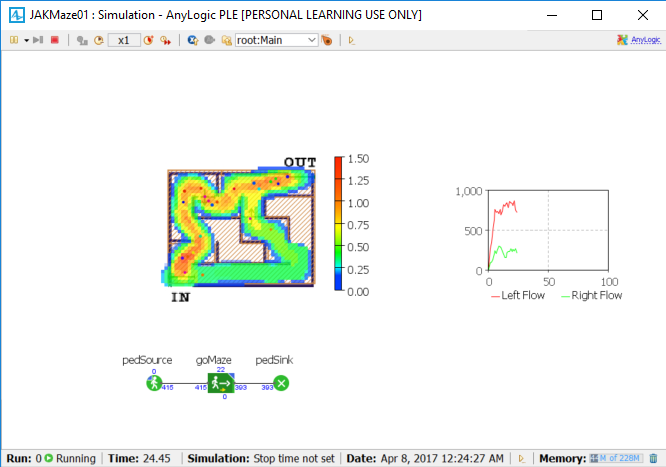 JAKMaze01 : Simulation - AnyLogic PLE [PERSONAL LEARNING USE ONLY]
x1 root:Main AnyLogic
OUT
IN
1.50
1.25
1.00
0.75
0.50
0.25
0.00
1,000
500
0
0 50 100
Left Flow Right Flow
pedSource goMaze pedSink
0 22
415 415 393 393
0
Run: 0 Running Time: 24.45 Simulation: Stop time not set Date: Apr 8, 2017 12:24:27 AM Memory: M of 228M